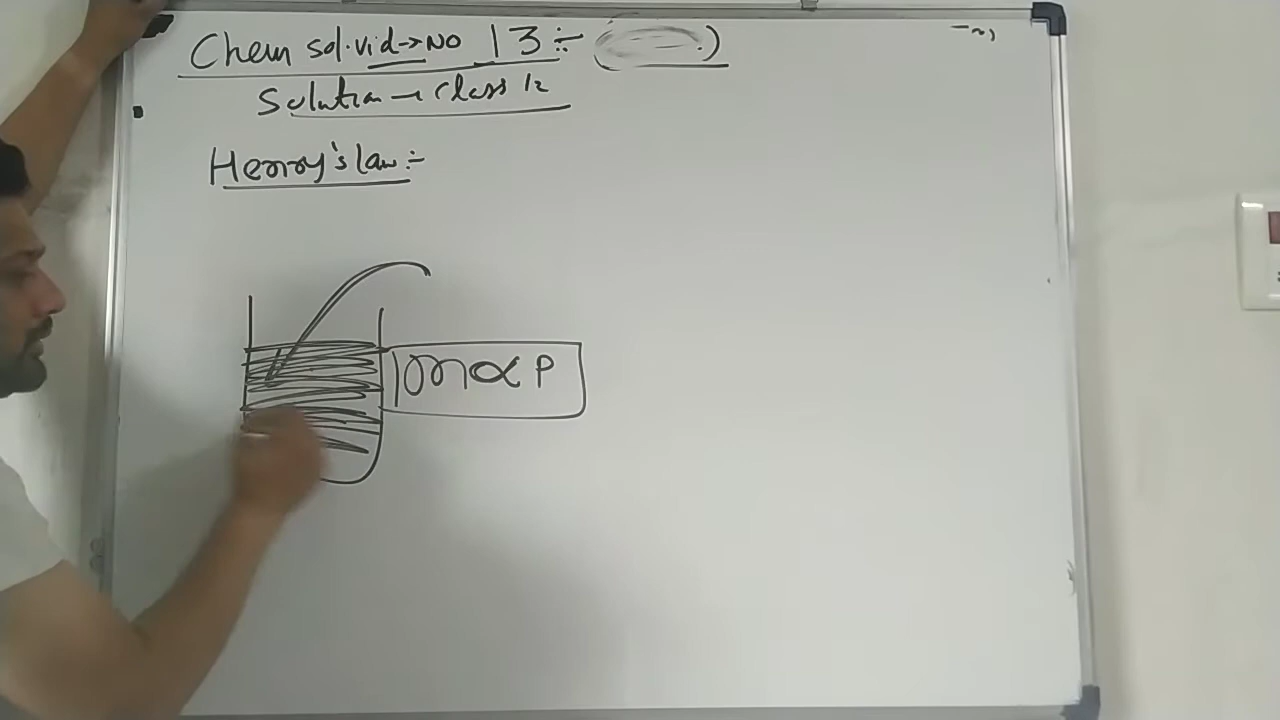 Chem sol.vid→No 13 ÷ ( )
Solution → Class 12
Henry's law ÷
m ∝ P